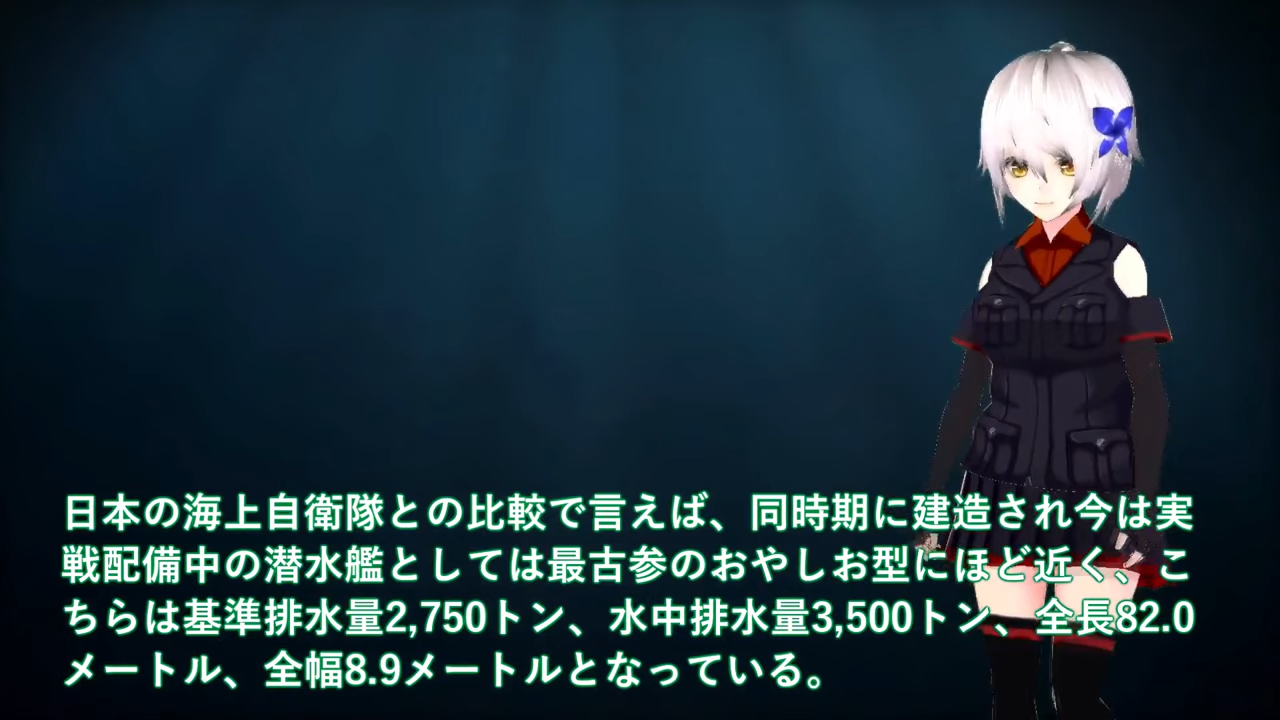 日本の海上自衛隊との比較で言えば、同時期に建造され今は実
戦配備中の潜水艦としては最古参のおやしお型にほど近く、こ
ちらは基準排水量2,750トン、水中排水量3,500トン、全長82.0
メートル、全幅8.9メートルとなっている。